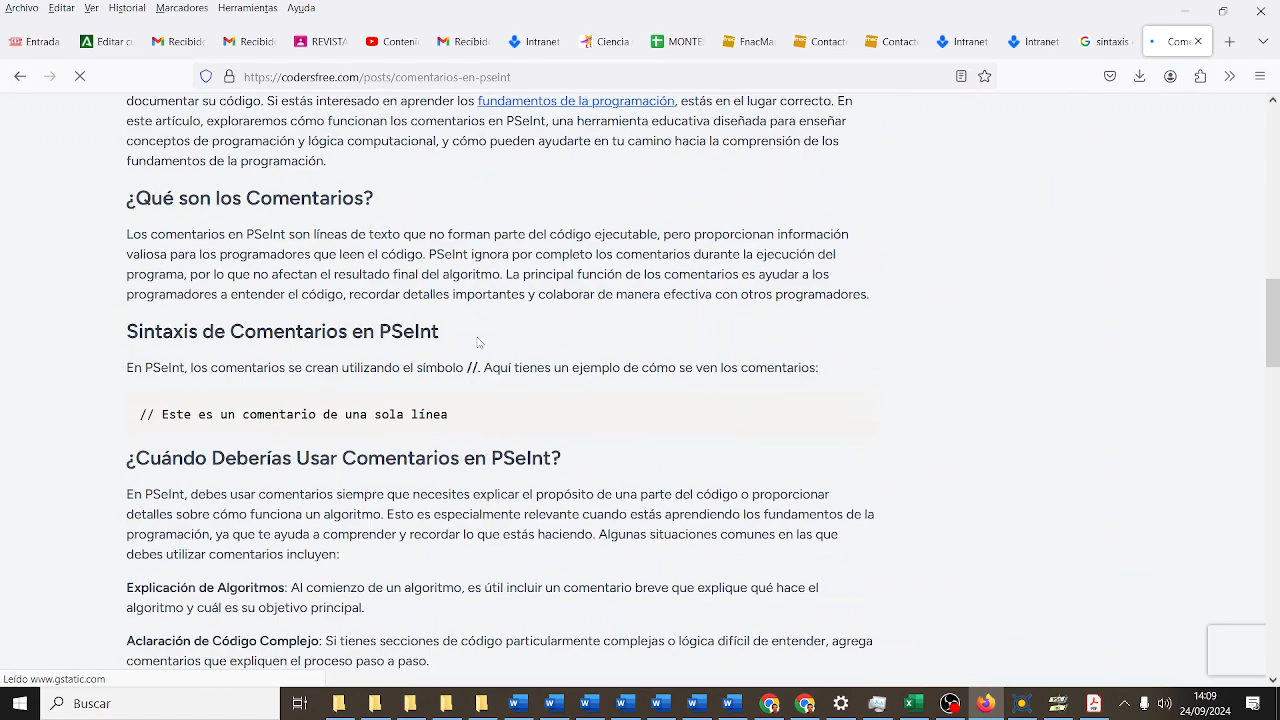 Archivo Editar Ver Historial Marcadores Herramientas Ayuda
Entrada
Editar c
Recibido
Recibid
REVISTA
Conteni
Recibid
Intranet
Ciencia
MONTE
FnacMa
Contact
Contact
Intranet
Intranet
sintaxis
Com
https://codersfree.com/posts/comentarios-en-pseint
documentar su código. Si estás interesado en aprender los fundamentos de la programación, estás en el lugar correcto. En
este artículo, exploraremos cómo funcionan los comentarios en PSeInt, una herramienta educativa diseñada para enseñar
conceptos de programación y lógica computacional, y cómo pueden ayudarte en tu camino hacia la comprensión de los
fundamentos de la programación.
¿Qué son los Comentarios?
Los comentarios en PSeInt son líneas de texto que no forman parte del código ejecutable, pero proporcionan información
valiosa para los programadores que leen el código. PSeInt ignora por completo los comentarios durante la ejecución del
programa, por lo que no afectan el resultado final del algoritmo. La principal función de los comentarios es ayudar a los
programadores a entender el código, recordar detalles importantes y colaborar de manera efectiva con otros programadores.
Sintaxis de Comentarios en PSeInt
En PSeInt, los comentarios se crean utilizando el símbolo //. Aquí tienes un ejemplo de cómo se ven los comentarios:
// Este es un comentario de una sola línea
¿Cuándo Deberías Usar Comentarios en PSeInt?
En PSeInt, debes usar comentarios siempre que necesites explicar el propósito de una parte del código o proporcionar
detalles sobre cómo funciona un algoritmo. Esto es especialmente relevante cuando estás aprendiendo los fundamentos de la
programación, ya que te ayuda a comprender y recordar lo que estás haciendo. Algunas situaciones comunes en las que
debes utilizar comentarios incluyen:
Explicación de Algoritmos: Al comienzo de un algoritmo, es útil incluir un comentario breve que explique qué hace el
algoritmo y cuál es su objetivo principal.
Aclaración de Código Complejo: Si tienes secciones de código particularmente complejas o lógica difícil de entender, agrega
comentarios que expliquen el proceso paso a paso.
Leído www.gstatic.com
Buscar
14:09
24/09/2024